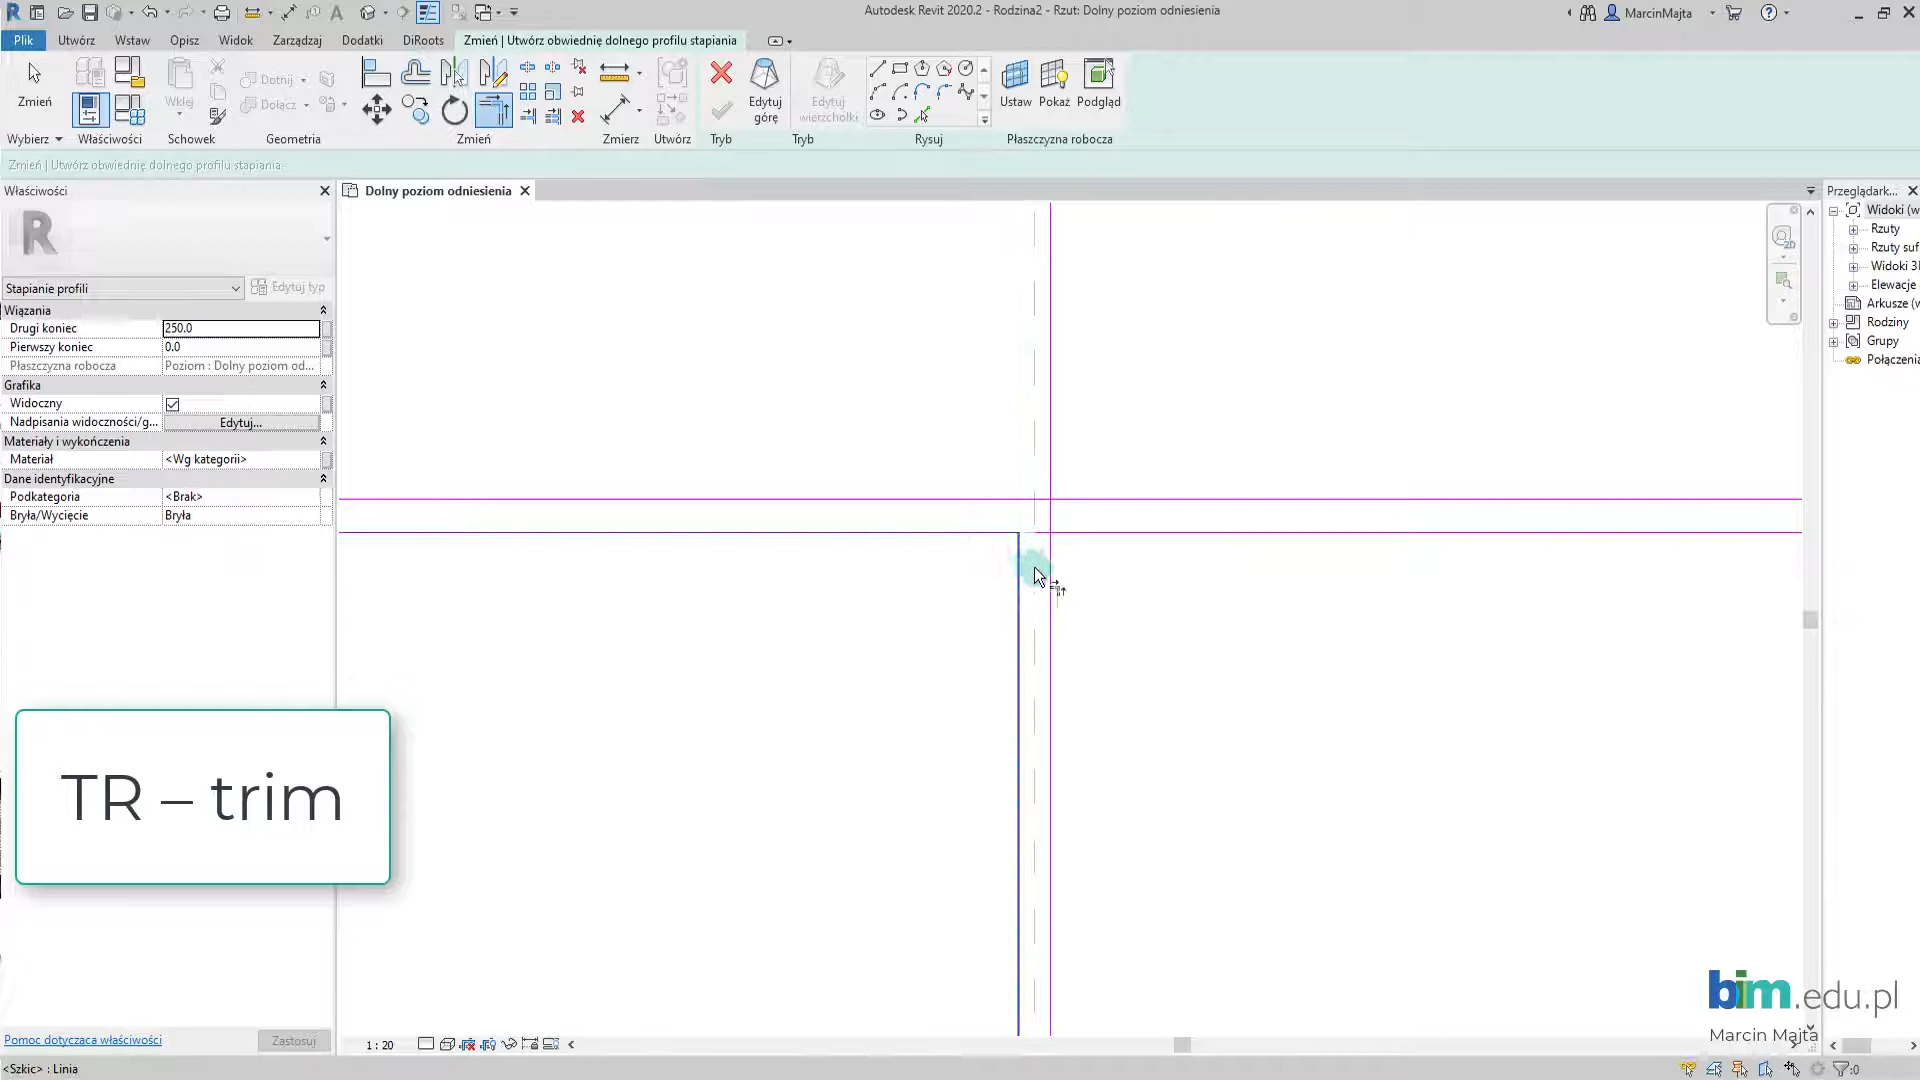 Autodesk Revit 2020.2 - Rodzina2 - Rzut: Dolny poziom odniesienia
MarcinMajta
Plik
Utwórz
Wstaw
Opisz
Widok
Zarządzaj
Dodatki
DiRoots
Zmień | Utwórz obwiednię dolnego profilu stapiania
Zmień
Wklej
Dotnij
Dołącz
Edytuj górę
Edytuj wierzchołki
Ustaw
Pokaż
Podgląd
Wybierz
Właściwości
Schowek
Geometria
Zmień
Zmierz
Utwórz
Tryb
Tryb
Rysuj
Płaszczyzna robocza
Zmień | Utwórz obwiednię dolnego profilu stapiania
Właściwości
Dolny poziom odniesienia
Przeglądark...
R
Stapianie profili
Edytuj typ
Wiązania
Drugi koniec 250.0
Pierwszy koniec 0.0
Płaszczyzna robocza Poziom : Dolny poziom od...
Grafika
Widoczny
Nadpisania widoczności/g... Edytuj...
Materiały i wykończenia
Materiał <Wg kategorii>
Dane identyfikacyjne
Podkategoria <Brak>
Bryła/Wycięcie Bryła
2D
Widoki (w
Rzuty
Rzuty suf
Widoki 3
Elewacje
Arkusze (w
Rodziny
Grupy
Połączenia
TR – trim
bim.edu.pl
Marcin Majta
Pomoc dotycząca właściwości
Zastosuj
1 : 20
<Szkic> : Linia
:0